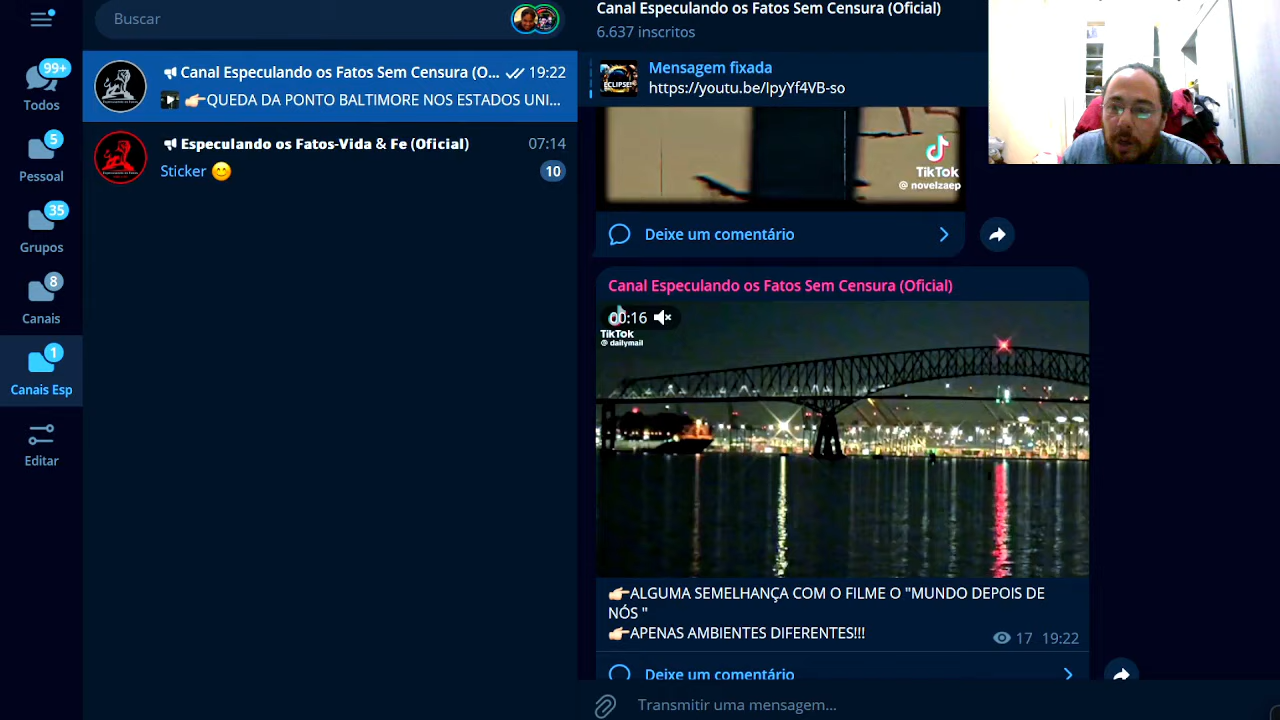 Buscar
99+
Todos
5
Pessoal
35
Grupos
8
Canais
1
Canais Esp
Editar
Canal Especulando os Fatos Sem Censura (O... 19:22
👉🏻QUEDA DA PONTO BALTIMORE NOS ESTADOS UNI...
Especulando os Fatos-Vida & Fe (Oficial) 07:14
Sticker 😊 10
Canal Especulando os Fatos Sem Censura (Oficial)
6.637 inscritos
Mensagem fixada
https://youtu.be/lpyYf4VB-so
ECLIPSE!
TikTok
@novelzaep
Deixe um comentário
Canal Especulando os Fatos Sem Censura (Oficial)
00:16
TikTok
@dailymail
👉🏻ALGUMA SEMELHANÇA COM O FILME O "MUNDO DEPOIS DE
NÓS "
👉🏻APENAS AMBIENTES DIFERENTES!!!
17 19:22
Deixe um comentário
Transmitir uma mensagem...